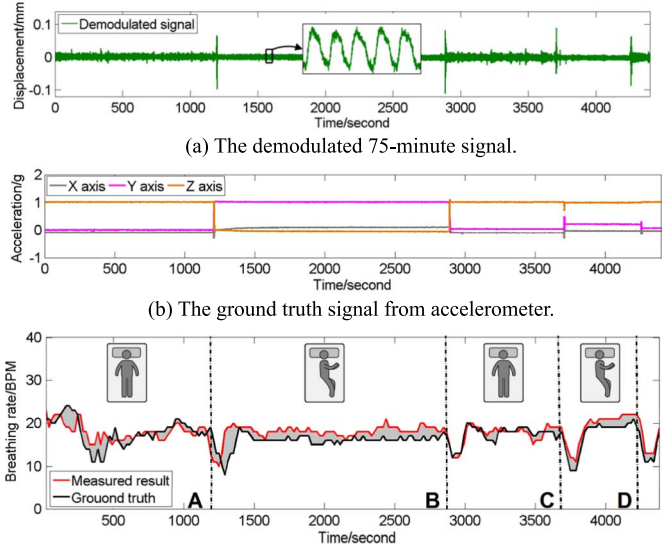 Displacement/mm
0.1
0
-0.1
Demodulated signal
0 500 1000 1500 2000 2500 3000 3500 4000
Time/second
(a) The demodulated 75-minute signal.
Acceleration/g
2
1
0
-1
X axis Y axis Z axis
0 500 1000 1500 2000 2500 3000 3500 4000
Time/second
(b) The ground truth signal from accelerometer.
Breathing rate/BPM
40
30
20
10
0
Measured result
Grouond truth
A B C D
500 1000 1500 2000 2500 3000 3500 4000
Time/second